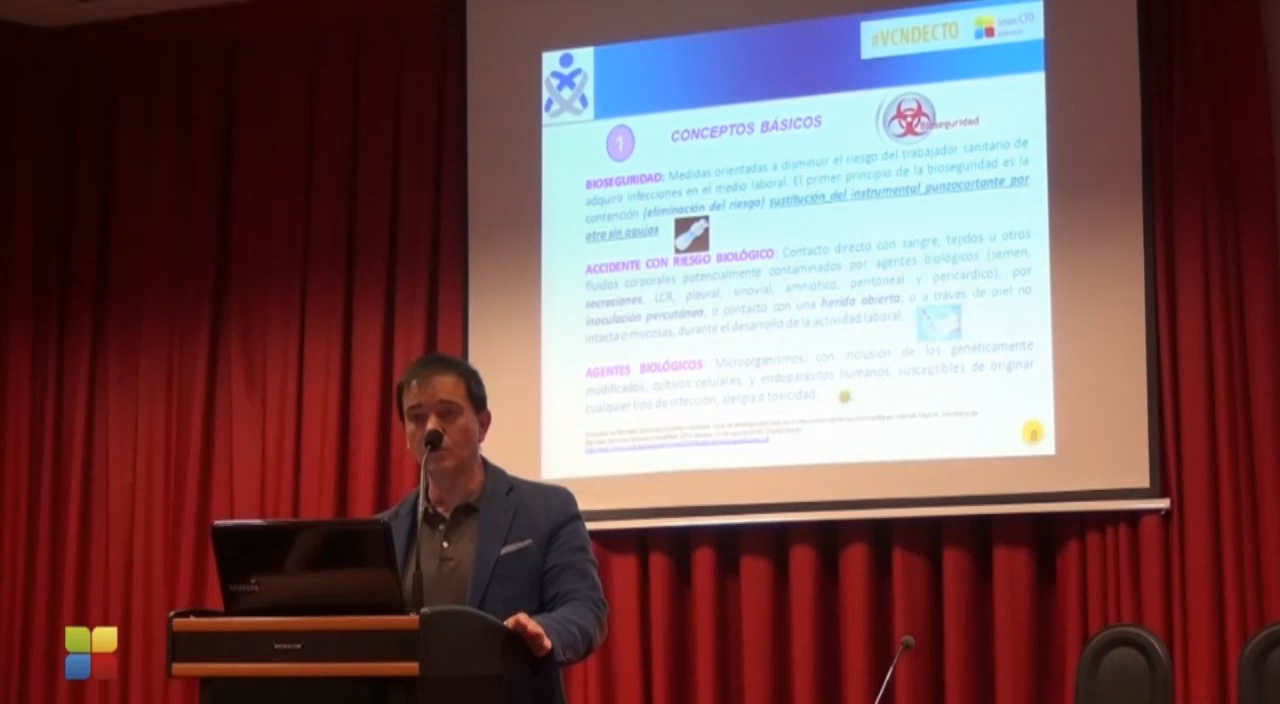 #VCNDECTO
Grupo CTO
1
CONCEPTOS BÁSICOS
Bioseguridad
BIOSEGURIDAD: Medidas orientadas a disminuir el riesgo del trabajador sanitario de
adquirir infecciones en el medio laboral. El primer principio de la bioseguridad es la
contención (eliminación del riesgo) sustitución del instrumental punzocortante por
otro sin agujas
ACCIDENTE CON RIESGO BIOLÓGICO: Contacto directo con sangre, tejidos u otros
fluidos corporales potencialmente contaminados por agentes biológicos (semen,
secreciones, LCR, pleural, sinovial, amniótico, peritoneal y pericárdico), por
inoculación percutánea, o contacto con una herida abierta, o a través de piel no
intacta o mucosas, durante el desarrollo de la actividad laboral.
AGENTES BIOLÓGICOS: Microorganismos, con inclusión de los genéticamente
modificados, cultivos celulares, y endoparásitos humanos, susceptibles de originar
cualquier tipo de infección, alergia o toxicidad.
8